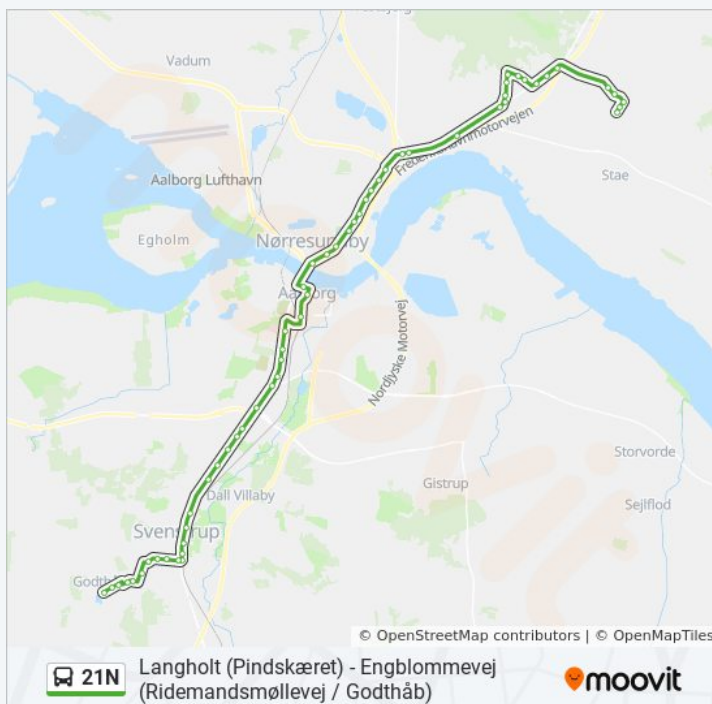 Vadum
Frederikshavnmotorvejen
Stae
Aalborg Lufthavn
Egholm
Nørresundby
Aalborg
Nordjyske Motorvej
Storvorde
Gistrup
Dall Villaby
Sejlflod
Svenstrup
Godthåb
© OpenStreetMap contributors | © OpenMapTiles
21N
Langholt (Pindskæret) - Engblommevej
(Ridemandsmøllevej / Godthåb)
moovit